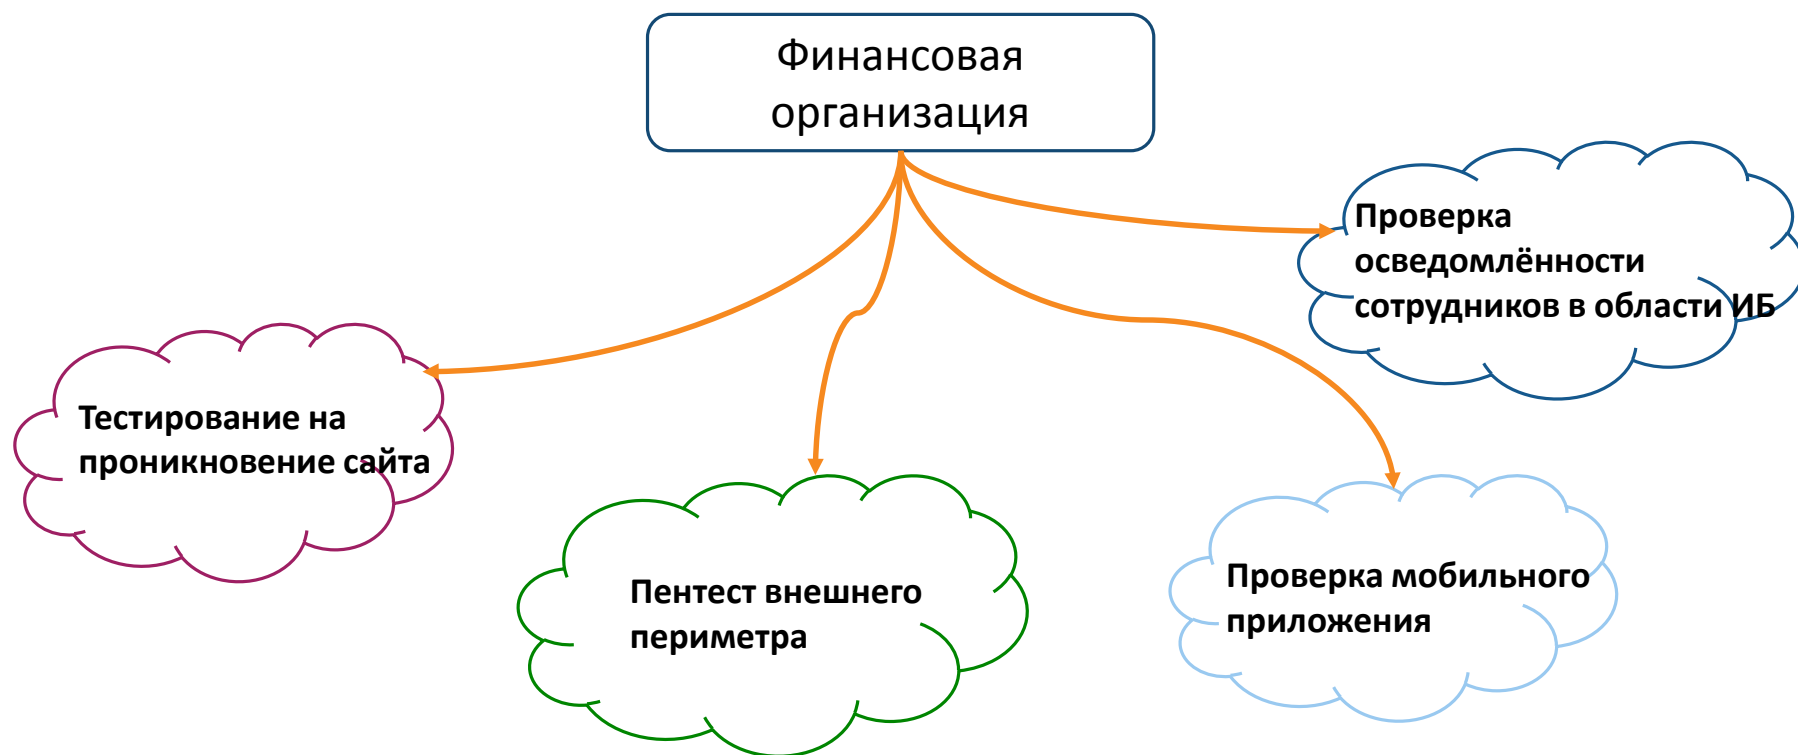 Финансовая
организация
Проверка
осведомлённости
сотрудников в области ИБ
Тестирование на
проникновение сайта
Пентест внешнего
периметра
Проверка мобильного
приложения